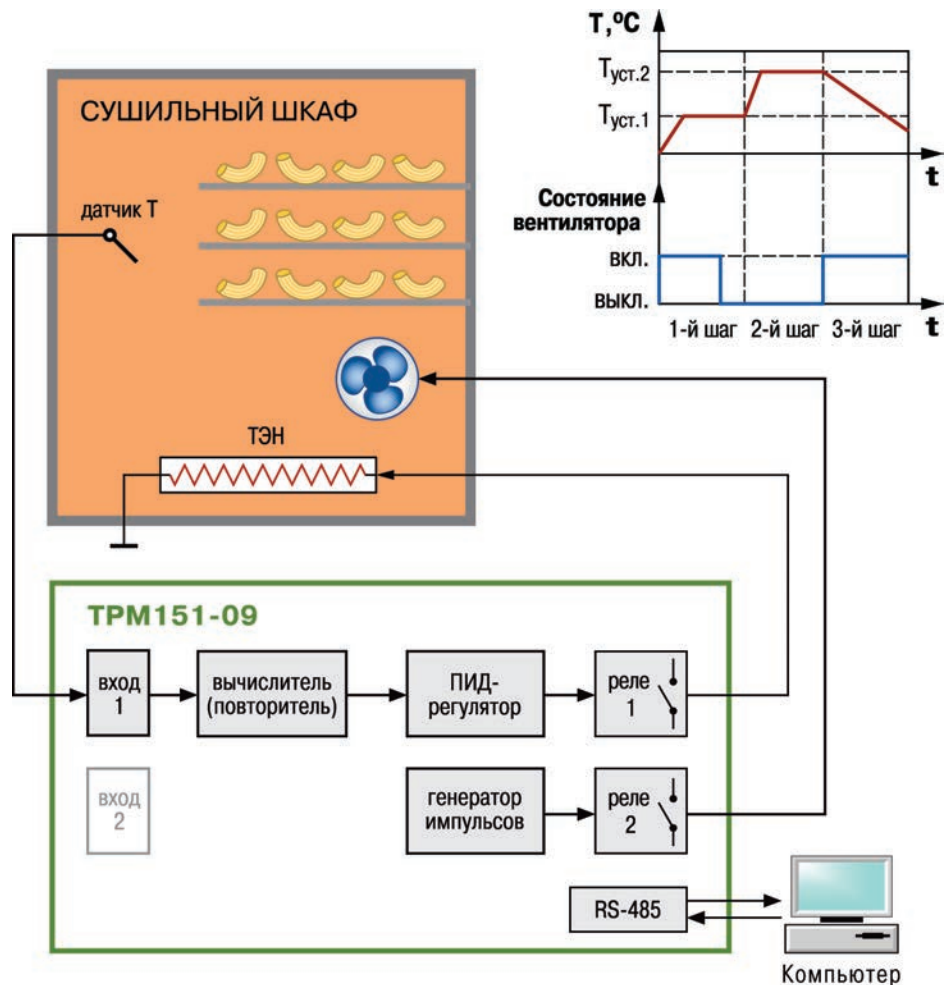 СУШИЛЬНЫЙ ШКАФ
датчик Т
ТЭН
T,°C
Tуст.2
Tуст.1
t
Состояние
вентилятора
ВКЛ.
ВЫКЛ.
t
1-й шаг
2-й шаг
3-й шаг
ТРМ151-09
вход
1
вычислитель
(повторитель)
ПИД-
регулятор
реле
1
вход
2
генератор
импульсов
реле
2
RS-485
Компьютер